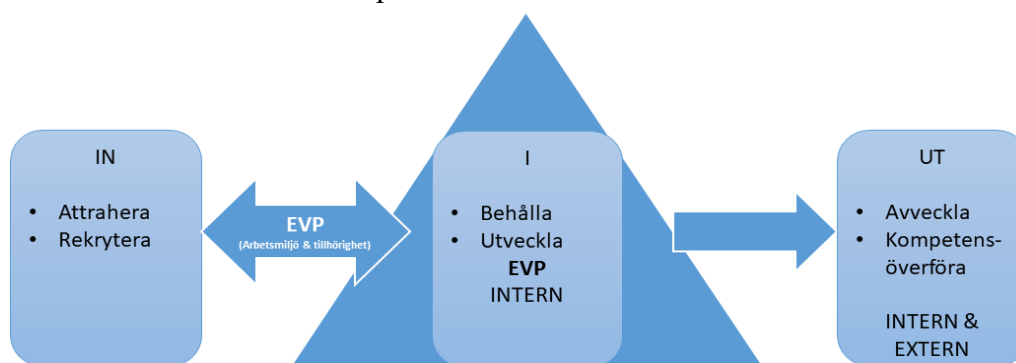 IN
• Attrahera
• Rekrytera
EVP
(Arbetsmiljö & tillhörighet)
I
• Behålla
• Utveckla
EVP
INTERN
UT
• Avveckla
• Kompetens-
överföra
INTERN &
EXTERN